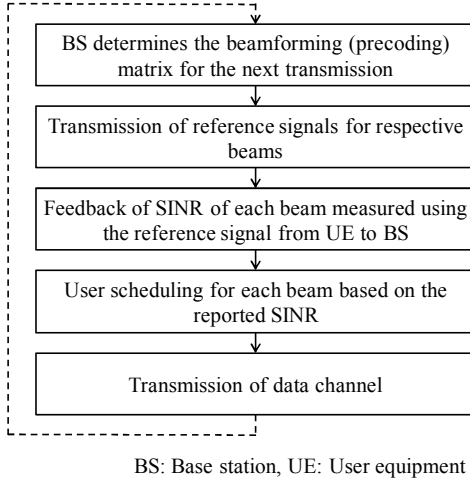 BS determines the beamforming (precoding)
matrix for the next transmission
Transmission of reference signals for respective
beams
Feedback of SINR of each beam measured using
the reference signal from UE to BS
User scheduling for each beam based on the
reported SINR
Transmission of data channel
BS: Base station, UE: User equipment